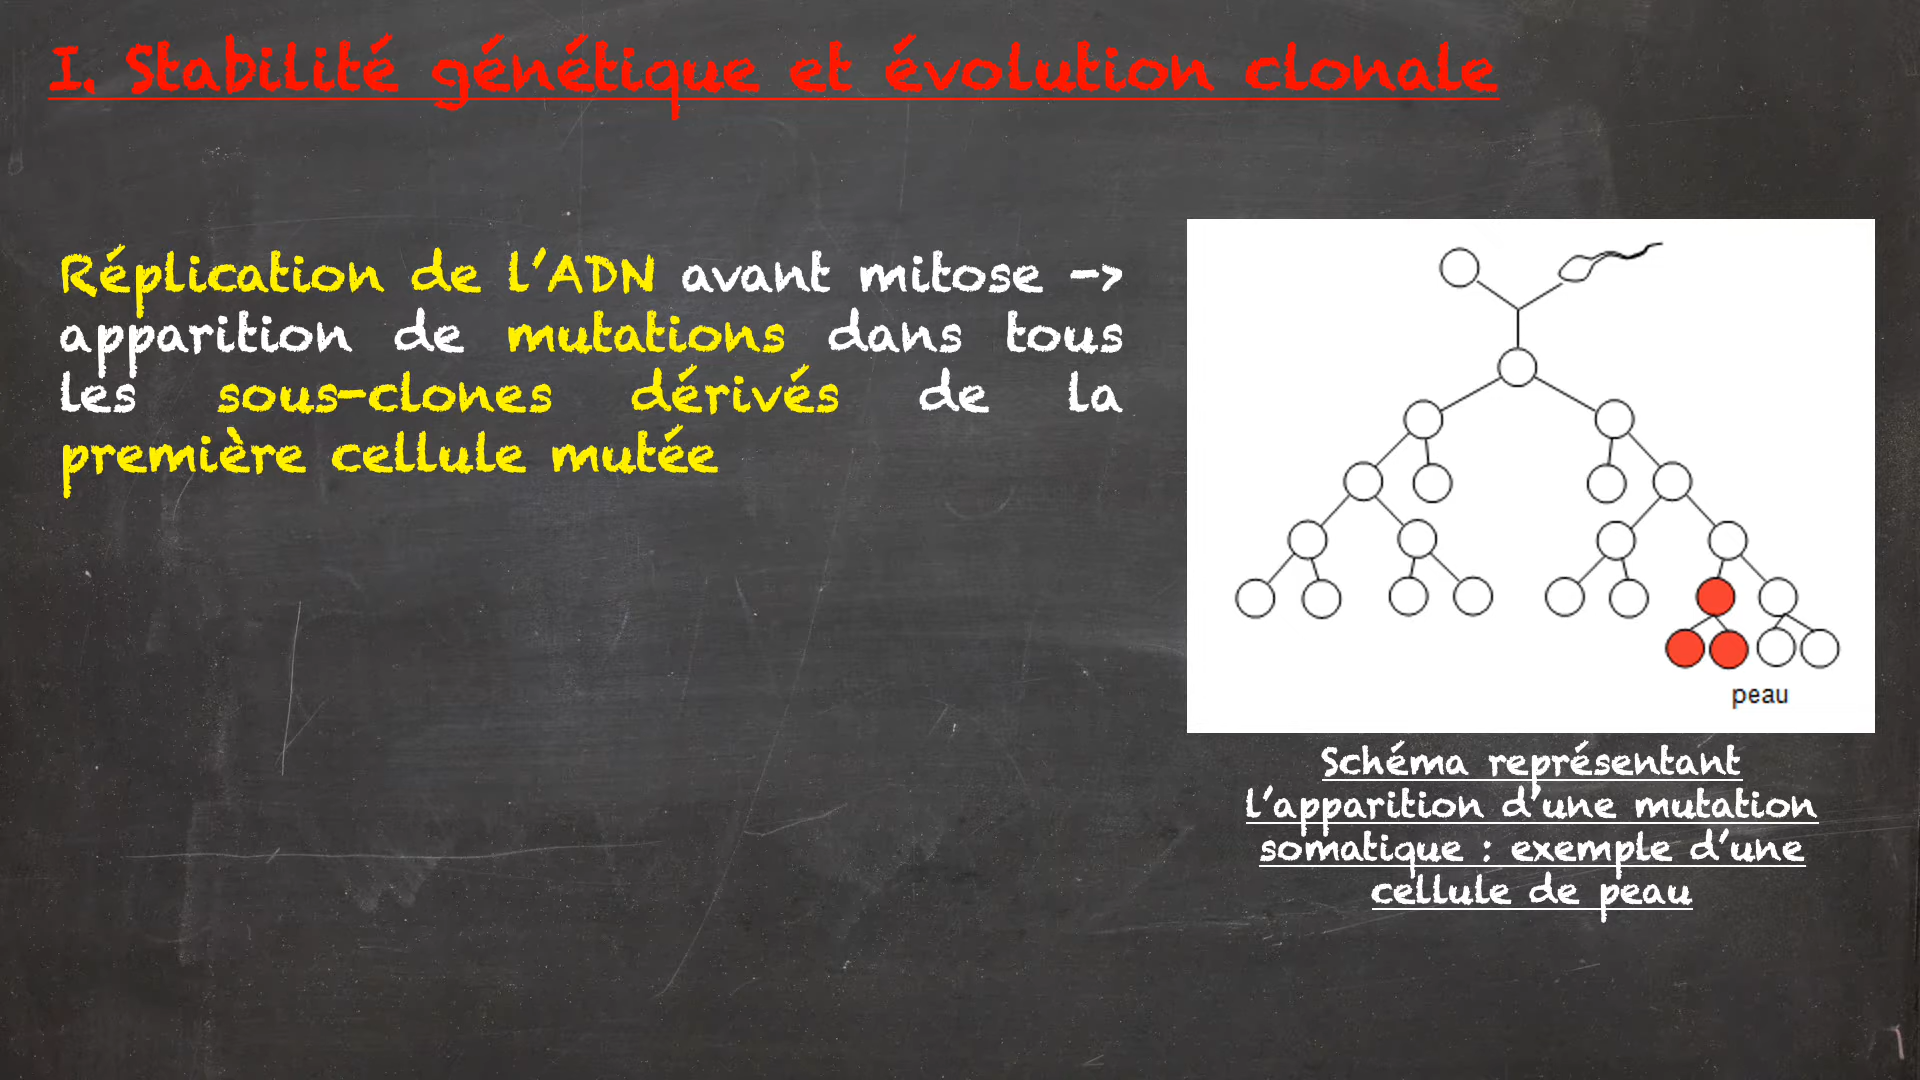 I. Stabilité génétique et évolution clonale
Réplication de l'ADN avant mitose ->
apparition de mutations dans tous
les sous-clones dérivés de la
première cellule mutée
peau
Schéma représentant
l'apparition d'une mutation
somatique : exemple d'une
cellule de peau